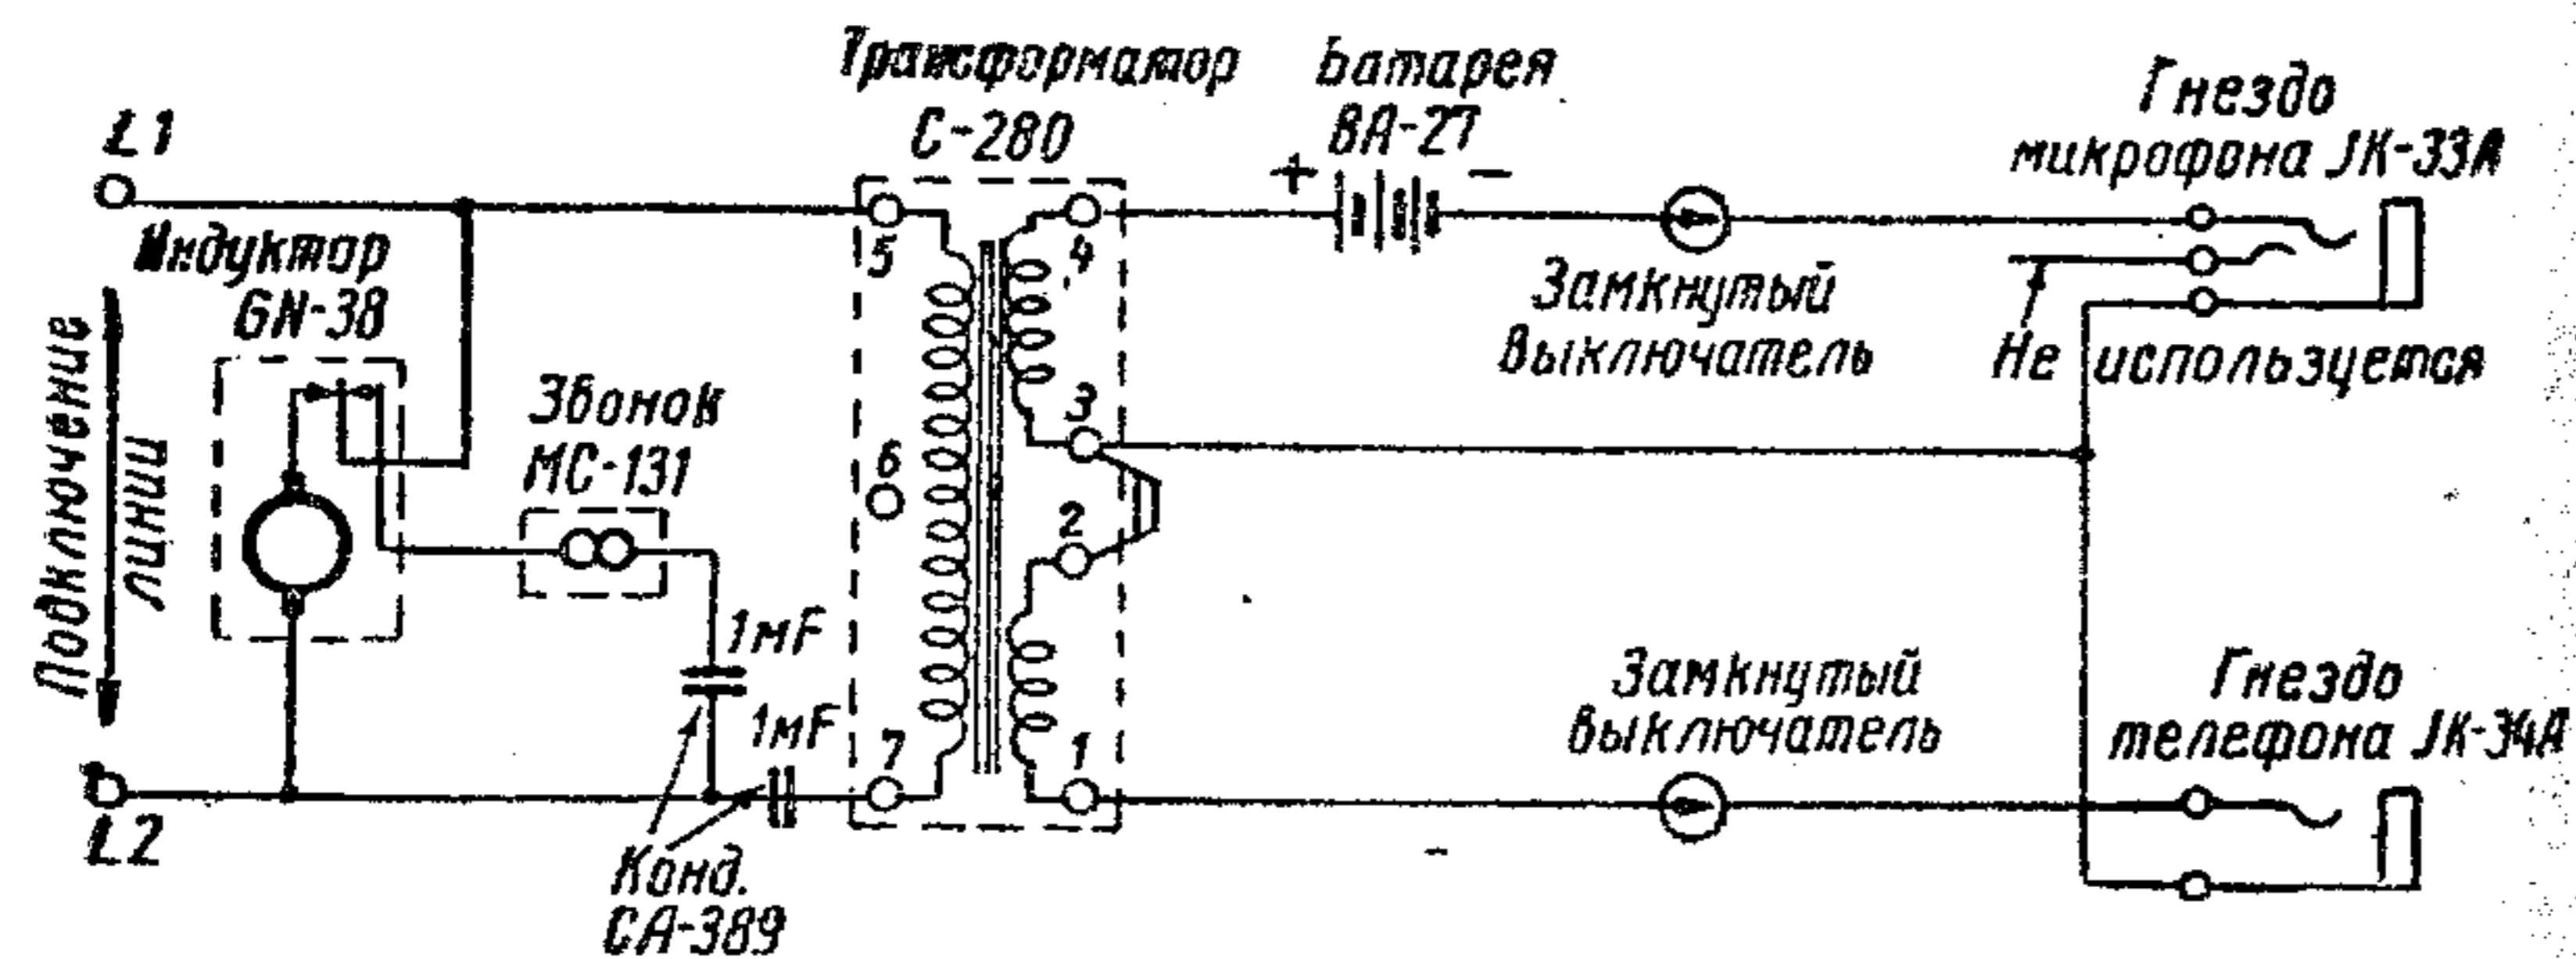 Трансформатор
С-280
Батарея
ВА-27
+
−
Гнездо
микрофона JK-33А
L1
Индуктор
GN-38
Подключение
линии
Звонок
МС-131
5
4
6
3
2
7
1
Замкнутый
выключатель
Не используется
1мF
1мF
Замкнутый
выключатель
Гнездо
телефона JK-34А
L2
Конд.
СА-389